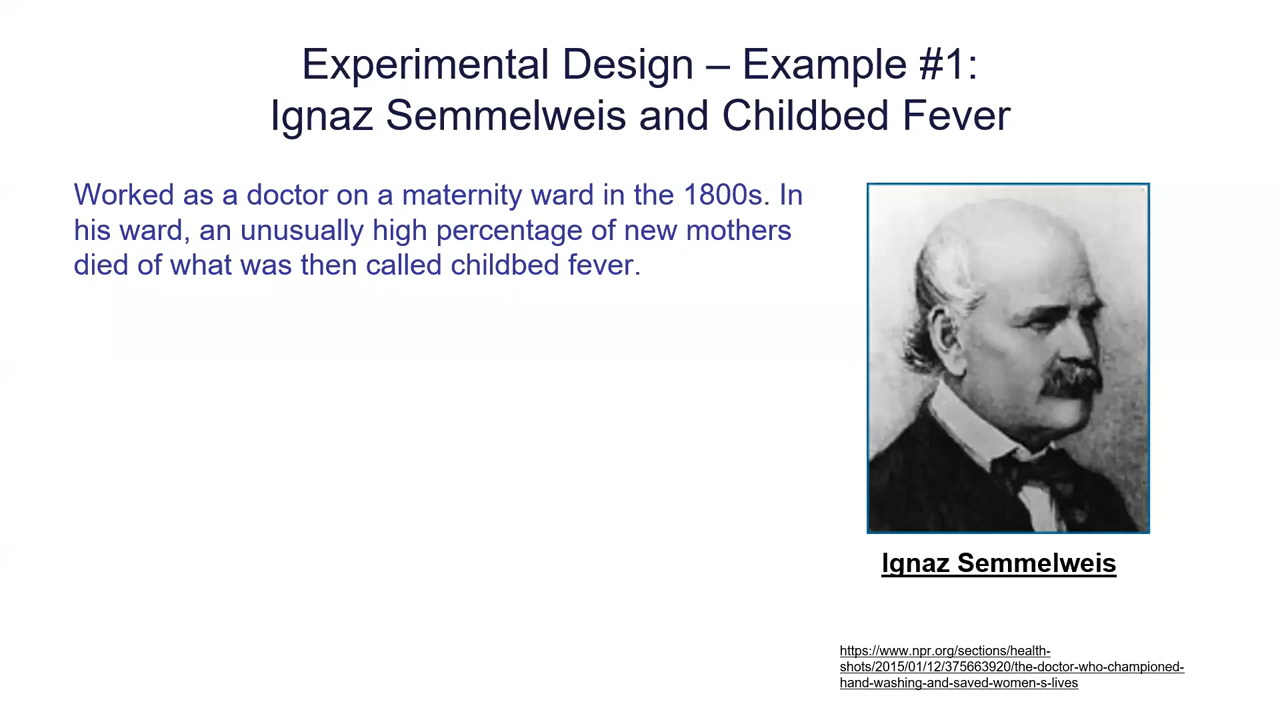 Experimental Design – Example #1:
Ignaz Semmelweis and Childbed Fever
Worked as a doctor on a maternity ward in the 1800s. In
his ward, an unusually high percentage of new mothers
died of what was then called childbed fever.
Ignaz Semmelweis
https://www.npr.org/sections/health-
shots/2015/01/12/375663920/the-doctor-who-championed-
hand-washing-and-saved-women-s-lives